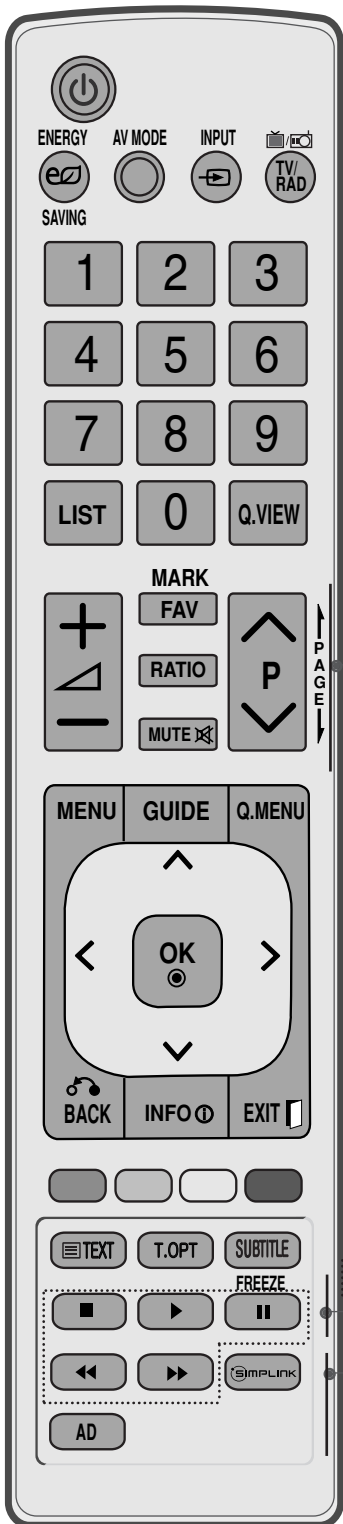 ENERGY AV MODE INPUT
TV/
RAD
SAVING
1 2 3
4 5 6
7 8 9
LIST 0 Q.VIEW
MARK
FAV
RATIO
MUTE
P
PAGE
MENU GUIDE Q.MENU
OK
BACK INFO EXIT
TEXT T.OPT SUBTITLE
FREEZE
SIMPLINK
AD